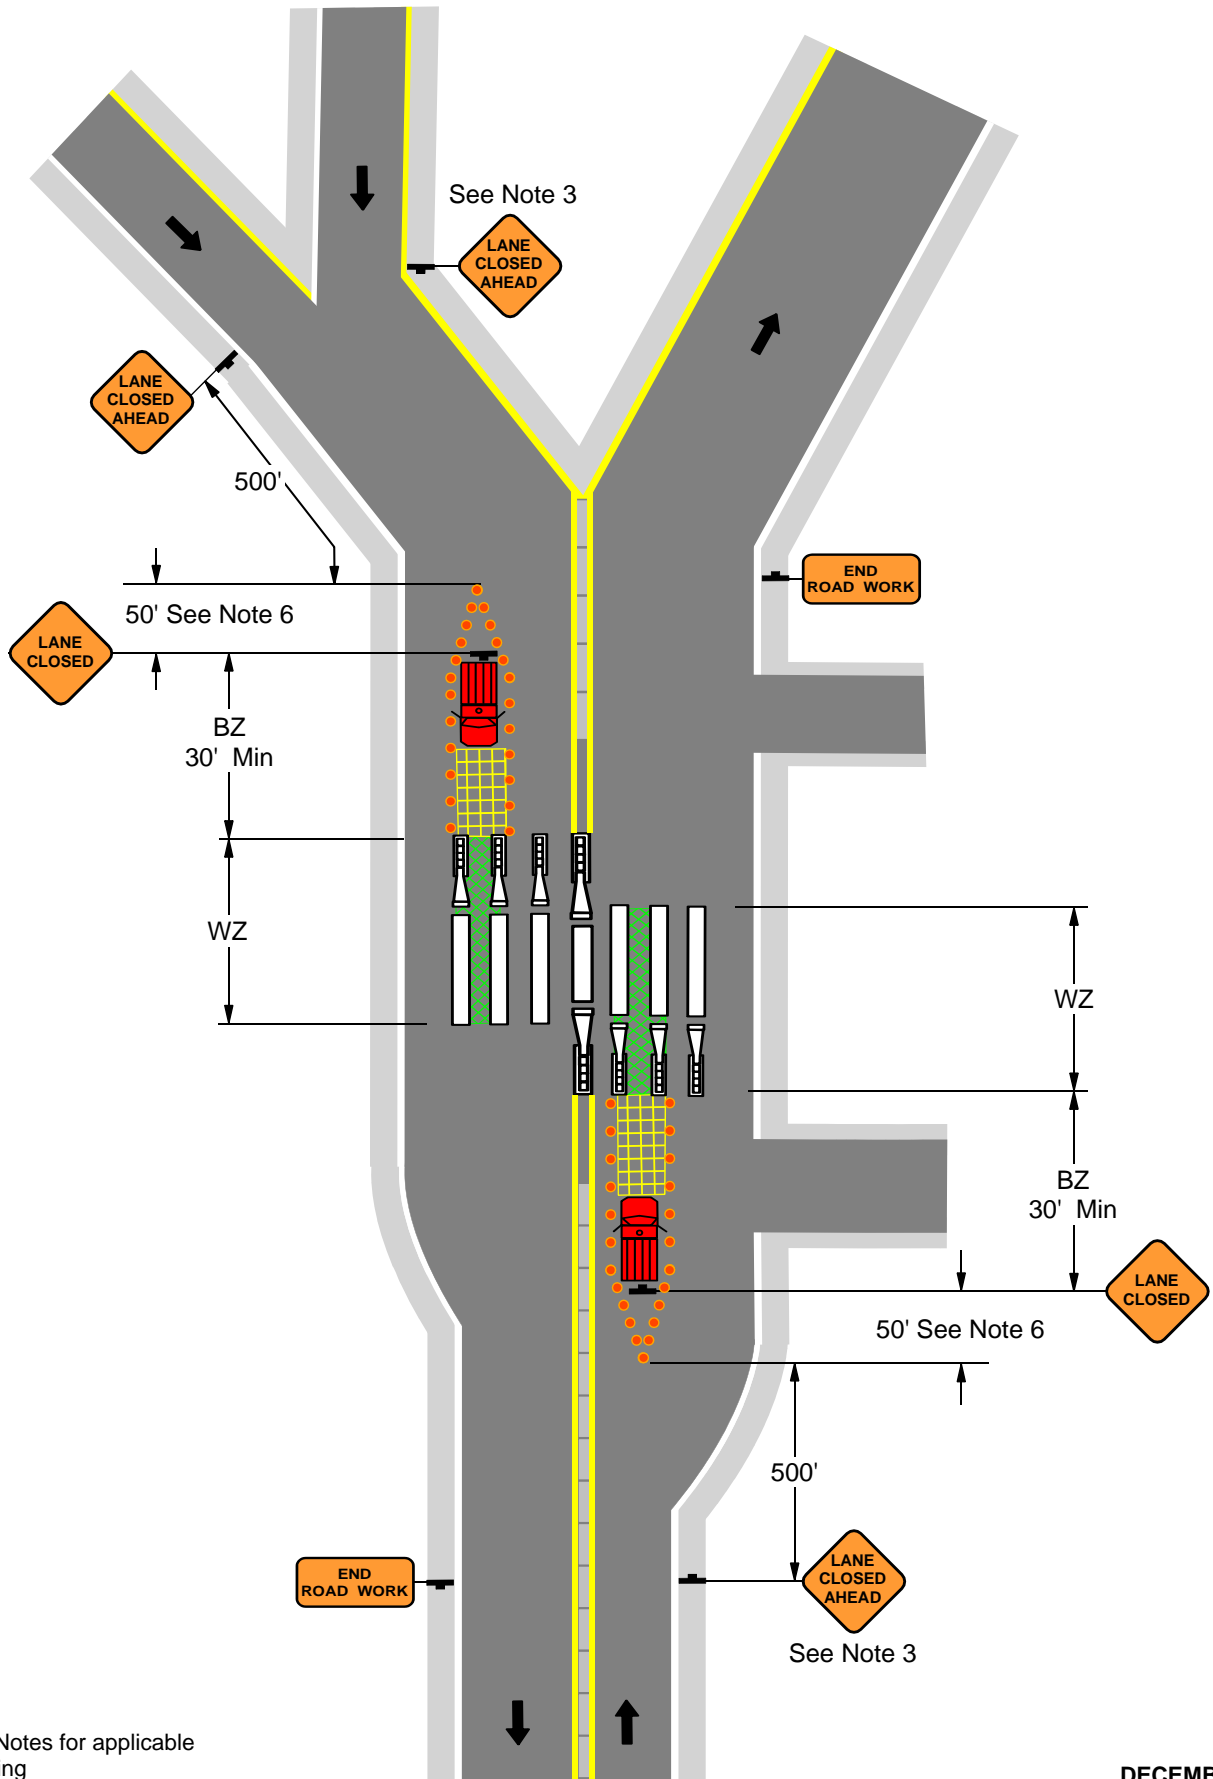 See Note 3
LANE
CLOSED
AHEAD
LANE
CLOSED
AHEAD
500'
END
ROAD WORK
50' See Note 6
LANE
CLOSED
BZ
30' Min
WZ
WZ
BZ
30' Min
LANE
CLOSED
50' See Note 6
500'
END
ROAD WORK
LANE
CLOSED
AHEAD
See Note 3
Notes for applicable
ing
DECEMB